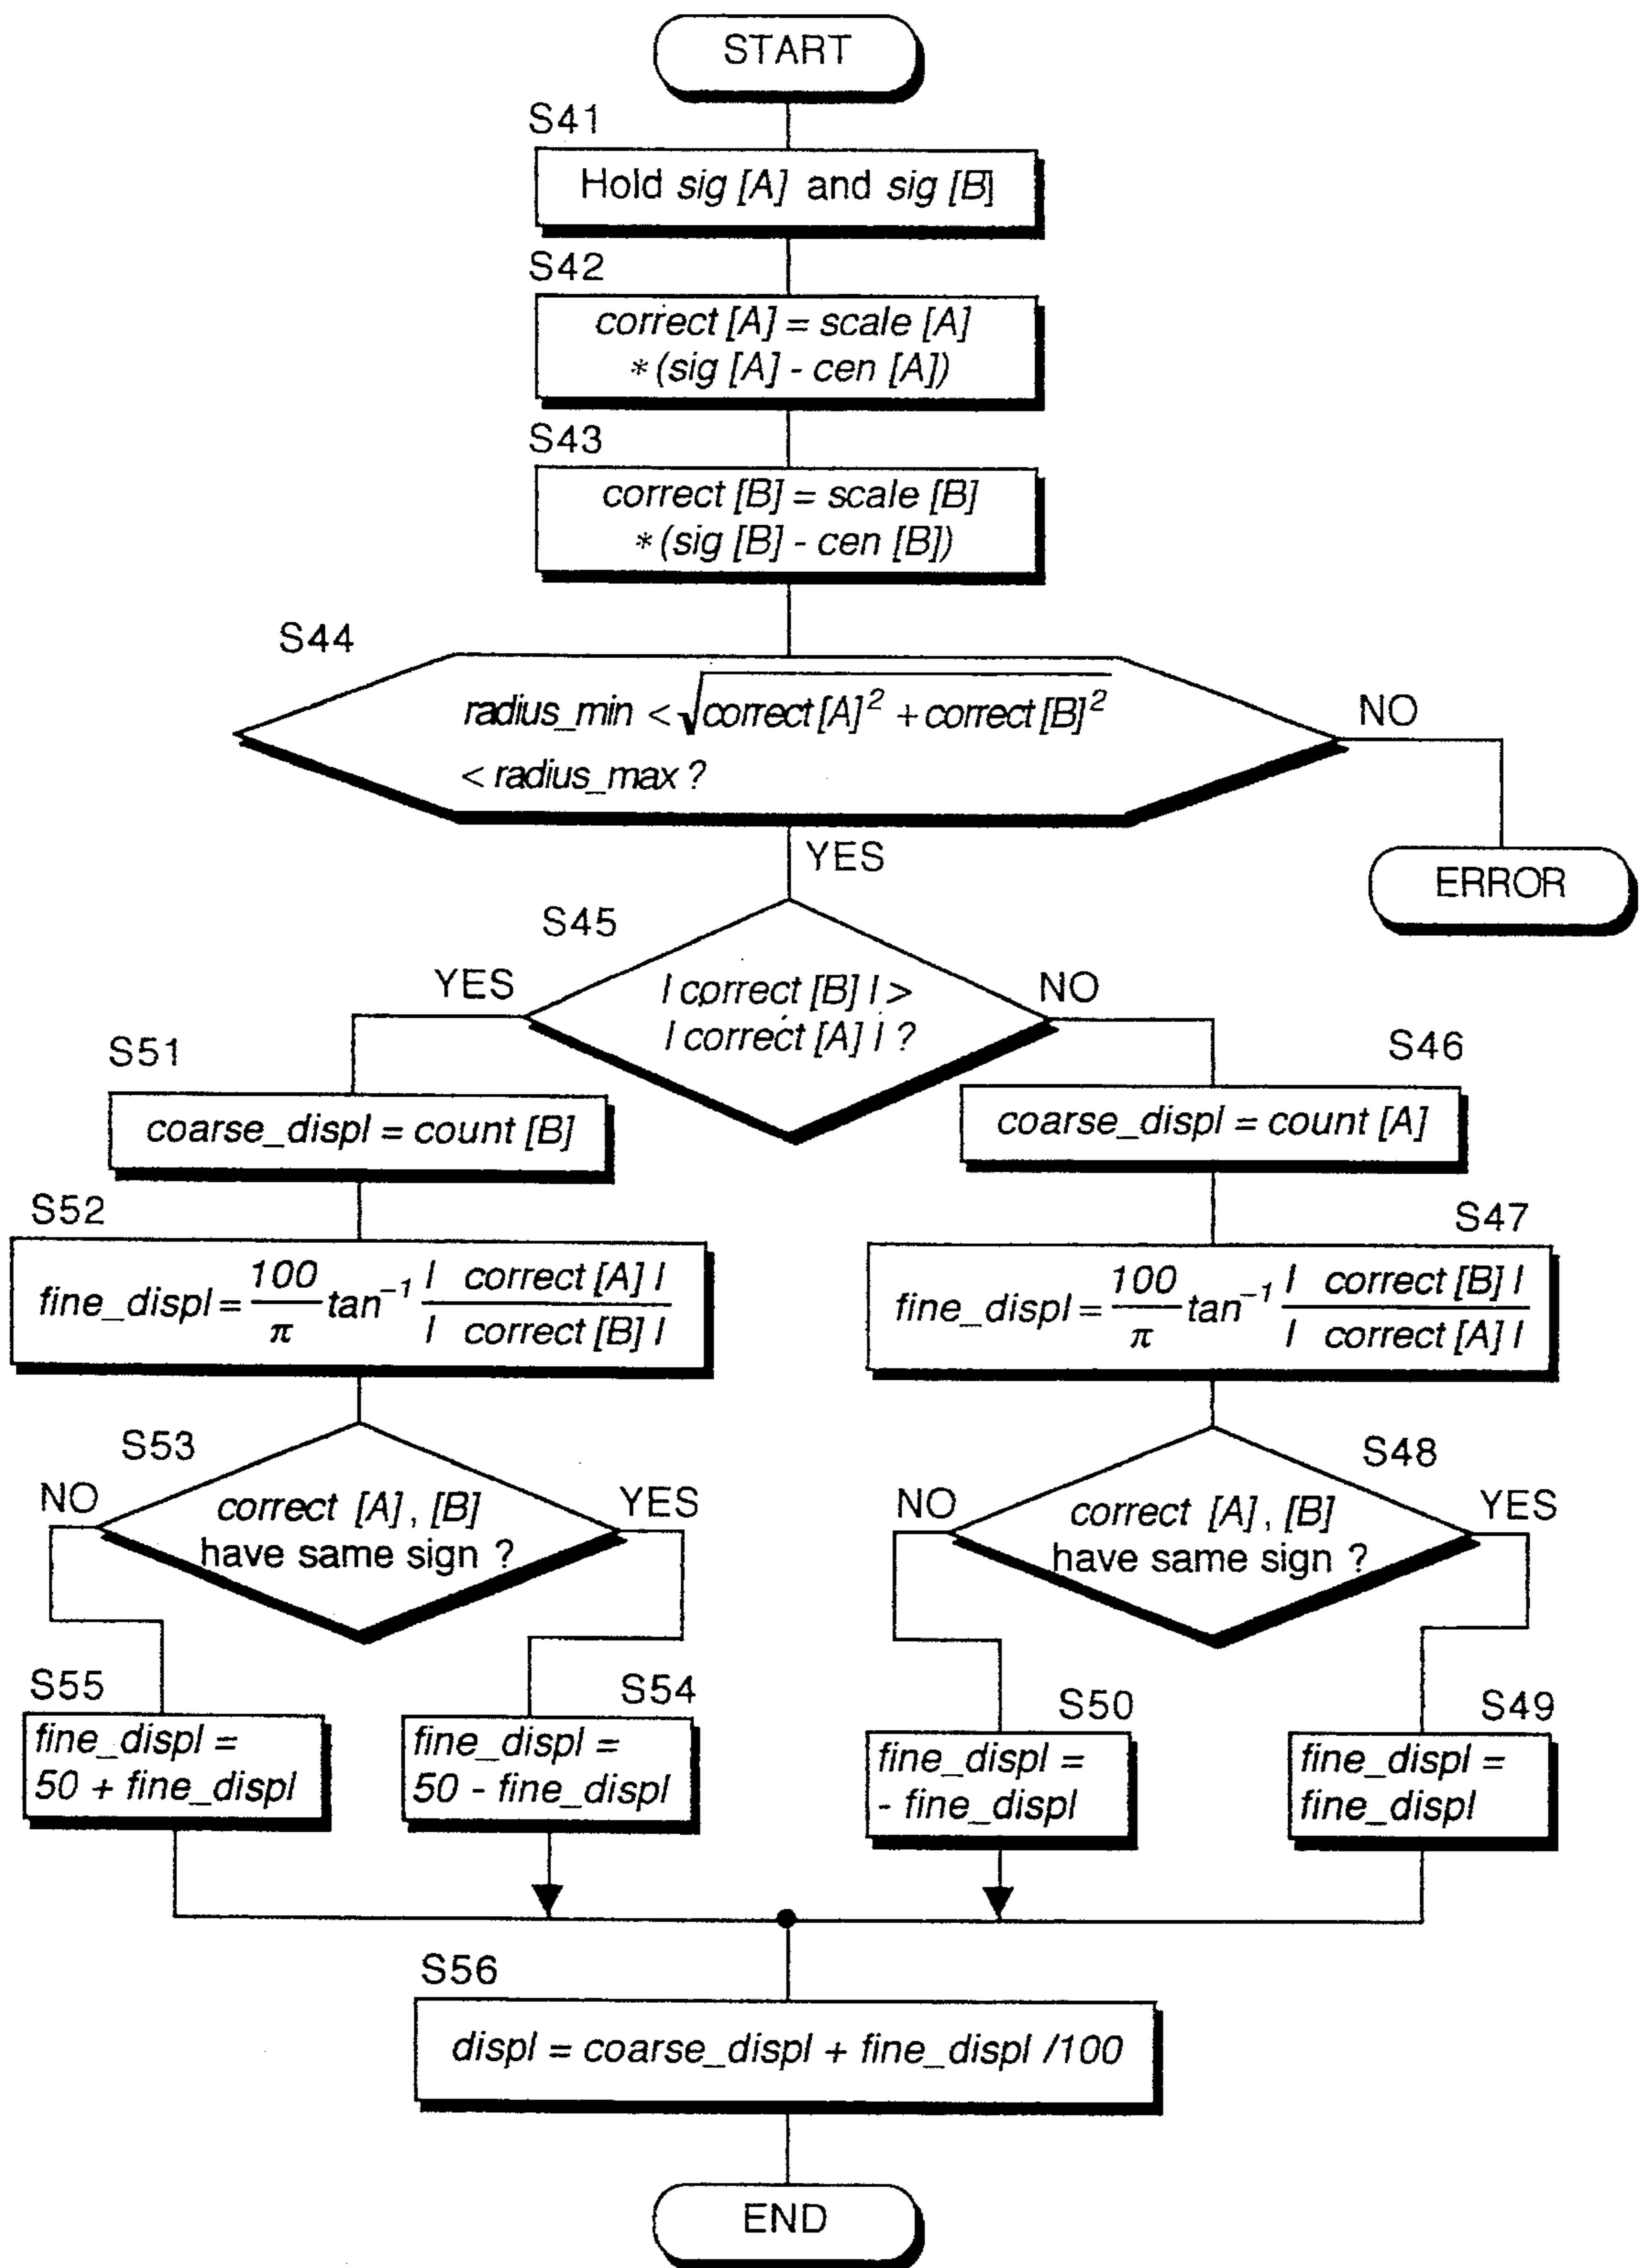 START
S41
Hold sig [A] and sig [B]
S42
correct [A] = scale [A]
* (sig [A] - cen [A])
S43
correct [B] = scale [B]
* (sig [B] - cen [B])
S44
radius_min < √correct [A]² + correct [B]²
< radius_max ?
NO
ERROR
YES
S45
| correct [B] | >
| correct [A] | ?
YES
NO
S51
coarse_displ = count [B]
S46
coarse_displ = count [A]
S52
fine_displ = 100/π tan⁻¹ | correct [A] | / | correct [B] |
S47
fine_displ = 100/π tan⁻¹ | correct [B] | / | correct [A] |
S53
correct [A] , [B]
have same sign ?
NO
YES
S48
correct [A] , [B]
have same sign ?
NO
YES
S55
fine_displ =
50 + fine_displ
S54
fine_displ =
50 - fine_displ
S50
fine_displ =
- fine_displ
S49
fine_displ =
fine_displ
S56
displ = coarse_displ + fine_displ /100
END